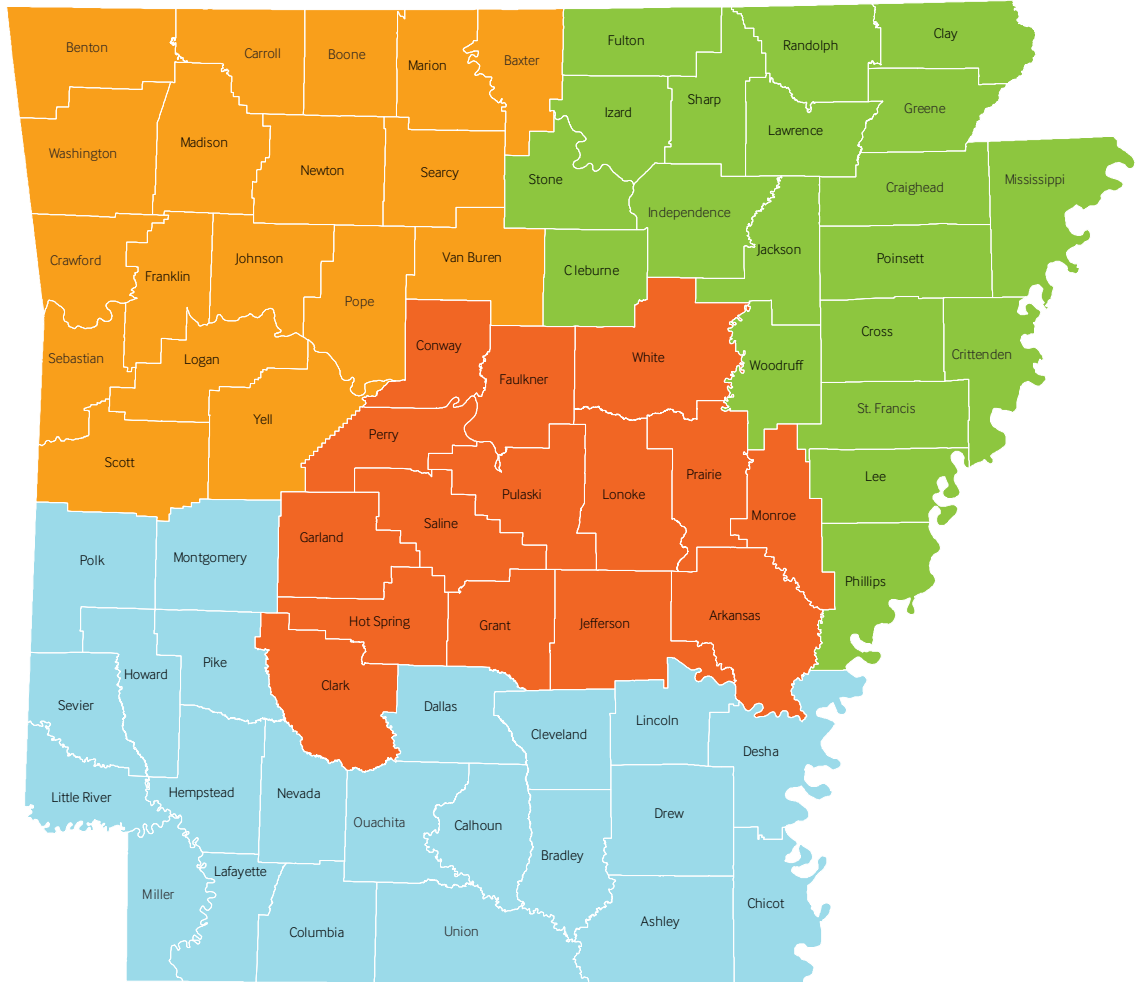 Benton
Carroll
Boone
Marion
Baxter
Fulton
Randolph
Clay
Sharp
Izard
Greene
Lawrence
Washington
Madison
Newton
Searcy
Stone
Independence
Craighead
Mississippi
Crawford
Franklin
Johnson
Pope
Van Buren
Cleburne
Jackson
Poinsett
Sebastian
Logan
Conway
Faulkner
White
Woodruff
Cross
Crittenden
St. Francis
Yell
Scott
Perry
Pulaski
Lonoke
Prairie
Monroe
Lee
Saline
Garland
Polk
Montgomery
Phillips
Hot Spring
Grant
Jefferson
Arkansas
Howard
Pike
Clark
Sevier
Dallas
Cleveland
Lincoln
Desha
Little River
Hempstead
Nevada
Ouachita
Calhoun
Drew
Bradley
Miller
Lafayette
Columbia
Union
Ashley
Chicot